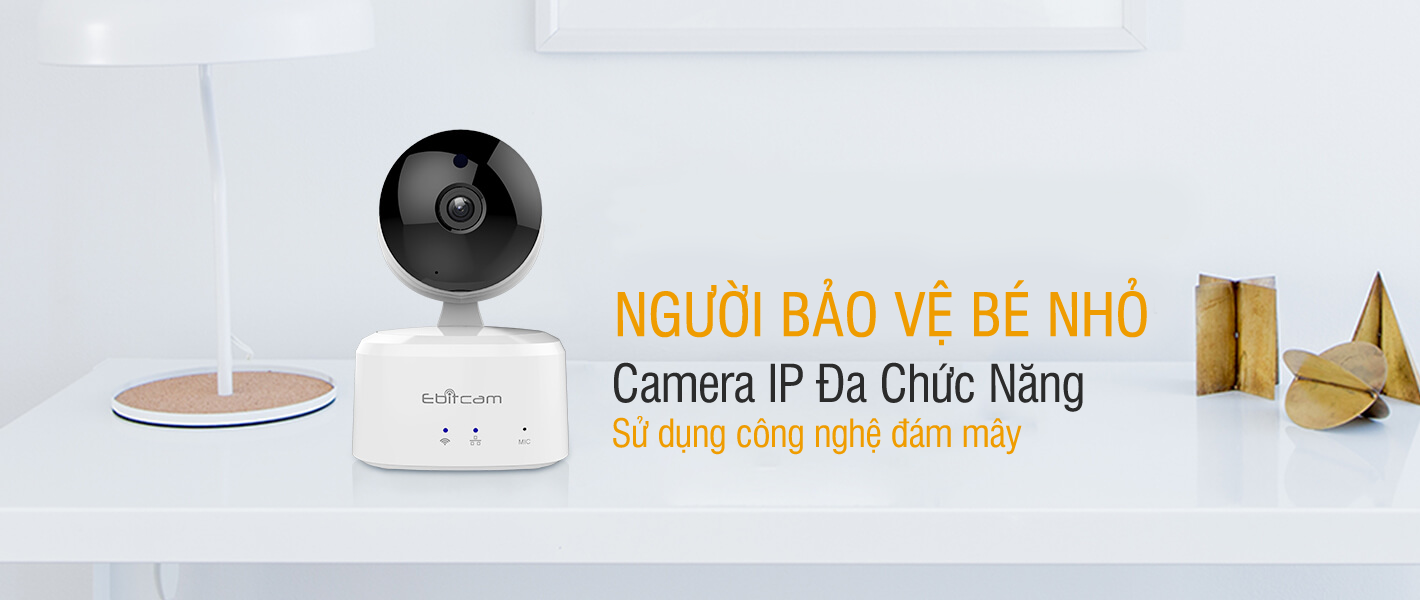 NGƯỜI BẢO VỆ BÉ NHỎ
Camera IP Đa Chức Năng
Sử dụng công nghệ đám mây
Ebitcam
MIC